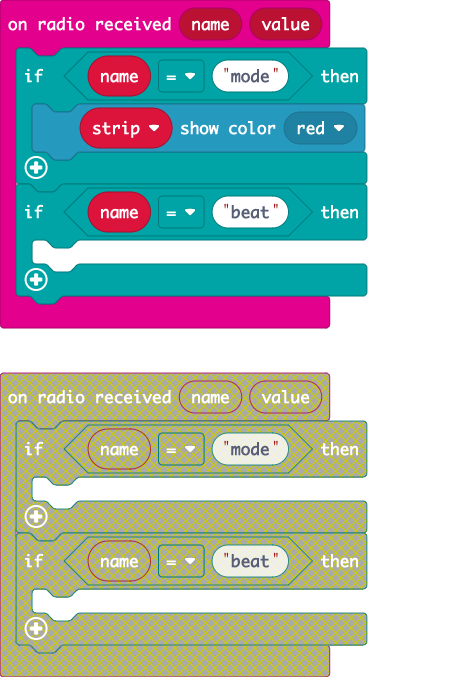 on radio received name value
if name = "mode" then
strip show color red
if name = "beat" then
on radio received name value
if name = "mode" then
if name = "beat" then